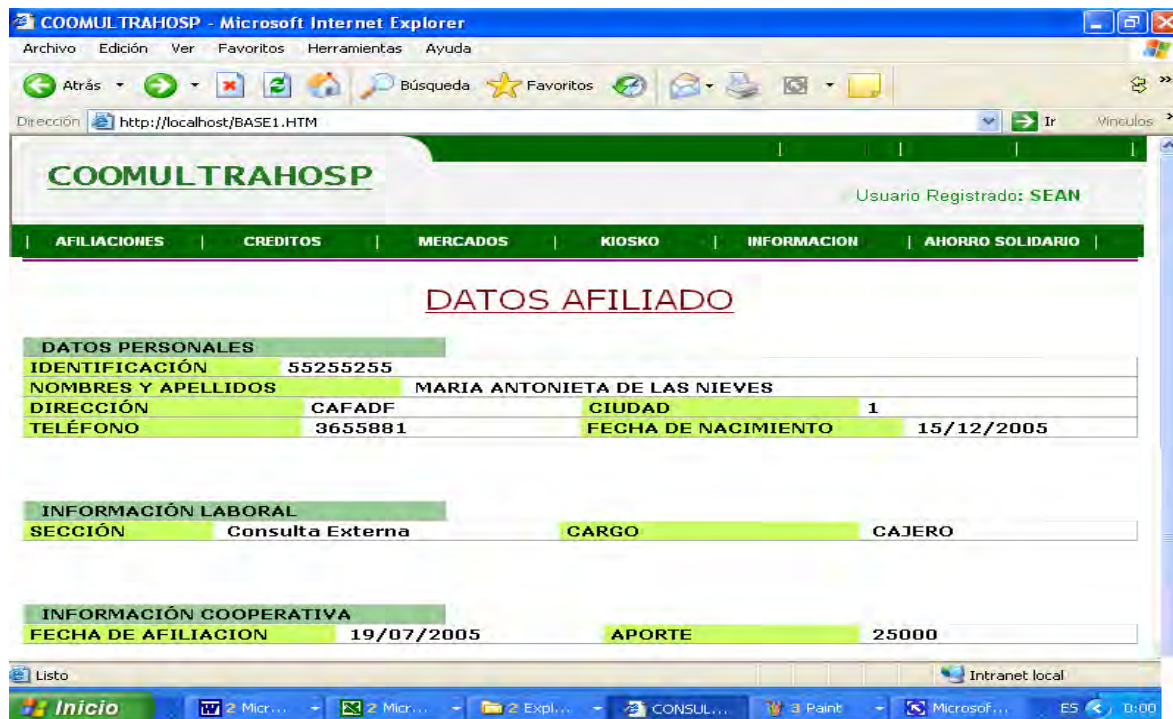 COOMULTRAHOSP - Microsoft Internet Explorer
Archivo Edición Ver Favoritos Herramientas Ayuda
Atrás Búsqueda Favoritos
Dirección http://localhost/BASE1.HTM Ir Vínculos
COOMULTRAHOSP
Usuario Registrado: SEAN
| AFILIACIONES | CREDITOS | MERCADOS | KIOSKO | INFORMACION | AHORRO SOLIDARIO |
DATOS AFILIADO
DATOS PERSONALES
IDENTIFICACIÓN 55255255
NOMBRES Y APELLIDOS MARIA ANTONIETA DE LAS NIEVES
DIRECCIÓN CAFADF CIUDAD 1
TELÉFONO 3655881 FECHA DE NACIMIENTO 15/12/2005
INFORMACIÓN LABORAL
SECCIÓN Consulta Externa CARGO CAJERO
INFORMACIÓN COOPERATIVA
FECHA DE AFILIACION 19/07/2005 APORTE 25000
Listo Intranet local
Inicio 2 Micr... 2 Micr... 2 Expl... CONSUL... 3 Paint Microsof... ES 0:00